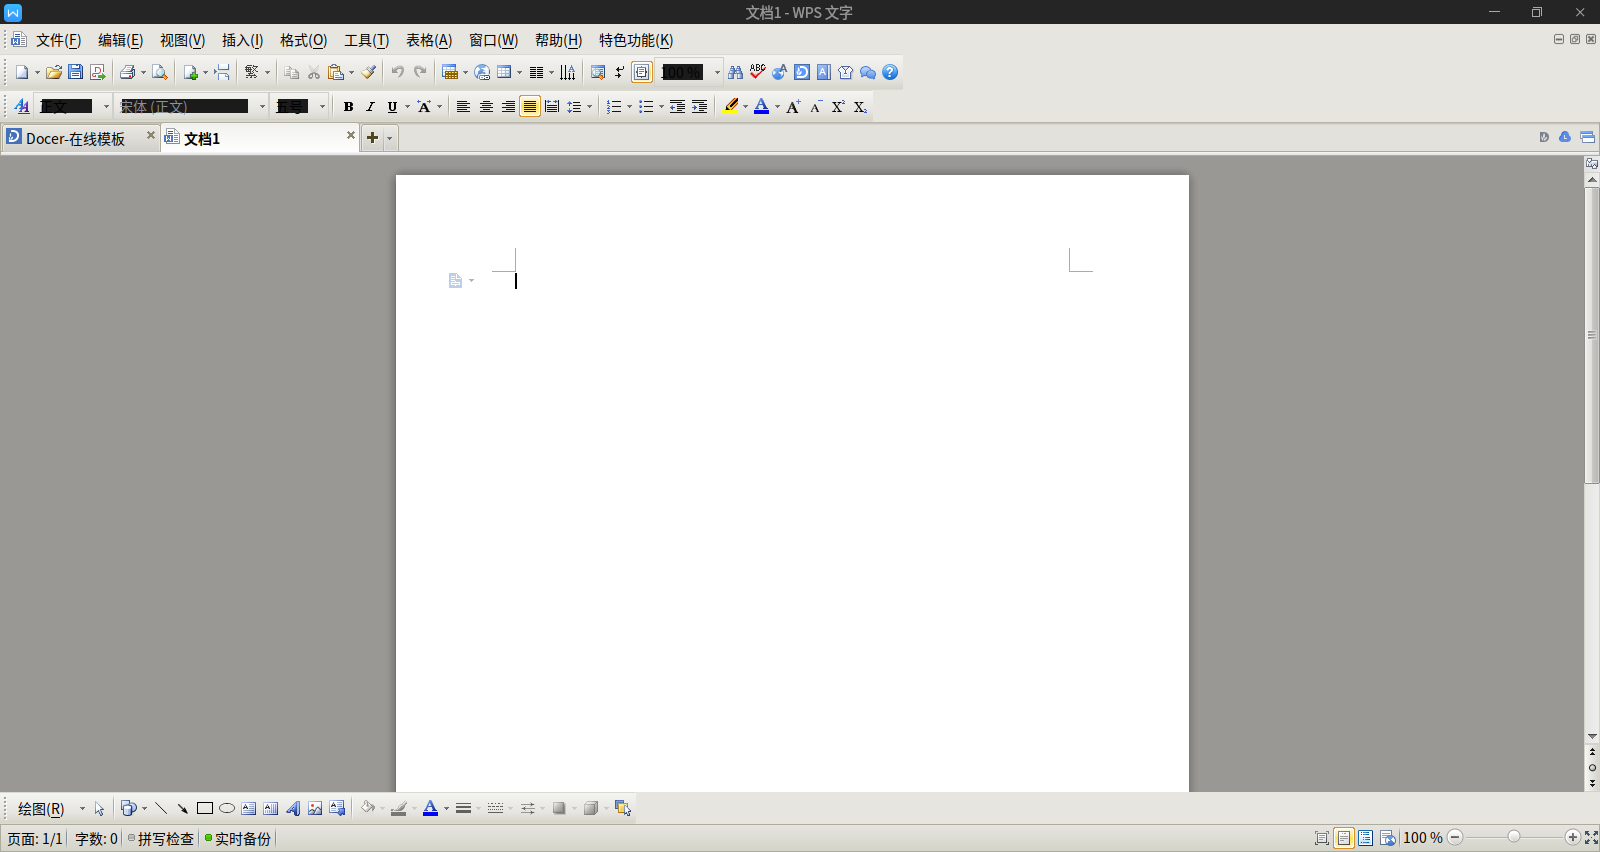 文档1 - WPS 文字
文件(F) 编辑(E) 视图(V) 插入(I) 格式(O) 工具(T) 表格(A) 窗口(W) 帮助(H) 特色功能(K)
100 %
正文 宋体 (正文) 五号 B I U A
Docer-在线模板 文档1
绘图(R)
页面: 1/1 字数: 0 拼写检查 实时备份 100 %